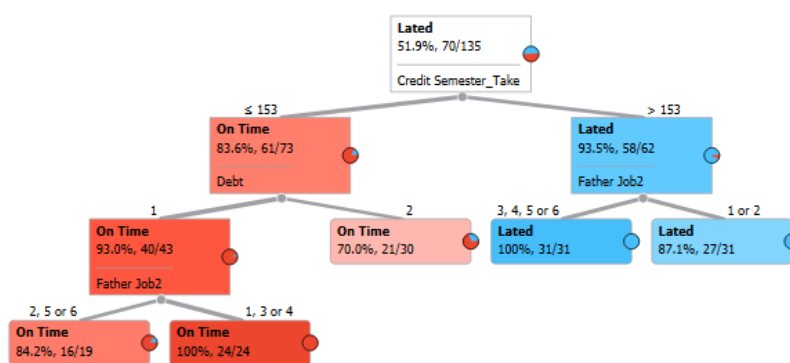 Lated
51.9%, 70/135
Credit Semester_Take
≤ 153
> 153
On Time
83.6%, 61/73
Debt
Lated
93.5%, 58/62
Father Job2
1
2
3, 4, 5 or 6
1 or 2
On Time
93.0%, 40/43
Father Job2
On Time
70.0%, 21/30
Lated
100%, 31/31
Lated
87.1%, 27/31
2, 5 or 6
1, 3 or 4
On Time
84.2%, 16/19
On Time
100%, 24/24